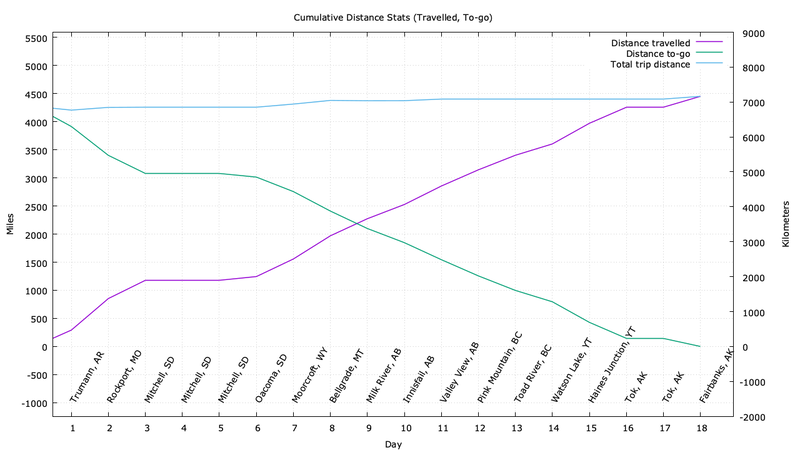 Cumulative Distance Stats (Travelled, To-go)
Distance travelled
Distance to-go
Total trip distance
5500
5000
4500
4000
3500
3000
2500
2000
1500
1000
500
0
-500
-1000
Miles
9000
8000
7000
6000
5000
4000
3000
2000
1000
0
-1000
-2000
Kilometers
Trumann, AR
Rockport, MO
Mitchell, SD
Mitchell, SD
Mitchell, SD
Oacoma, SD
Moorcroft, WY
Bellgrade, MT
Milk River, AB
Innisfail, AB
Valley View, AB
Pink Mountain, BC
Toad River, BC
Watson Lake, YT
Haines Junction, YT
Tok, AK
Tok, AK
Fairbanks, AK
1 2 3 4 5 6 7 8 9 10 11 12 13 14 15 16 17 18
Day